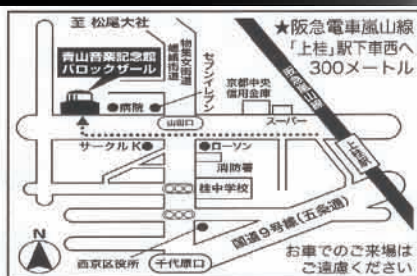 至 松尾大社
青山音楽記念館
バロックザール
物集女街道
嵯峨街道
セブンイレブン
★阪急電車嵐山線
「上桂」駅下車西へ
300メートル
病院
京都中央
信用金庫
スーパー
阪急嵐山線
上桂駅
山田口
サークルK
ローソン
消防署
桂中学校
国道9号線(五条通)
N
西京区役所
千代原口
お車でのご来場は
ご遠慮ください